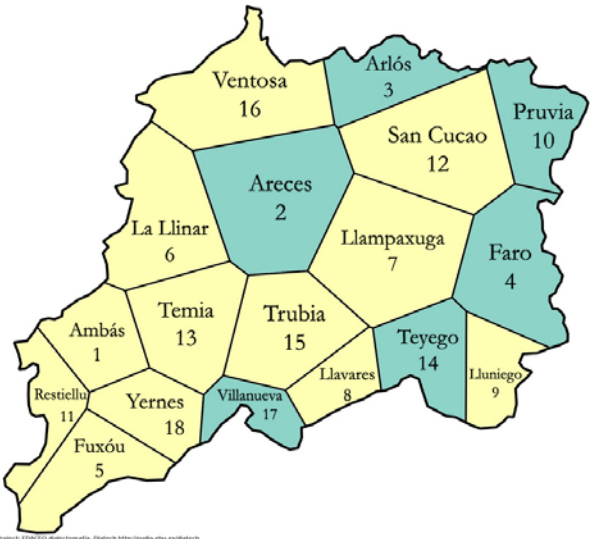 Ventosa
16
Arlós
3
Pruvia
10
San Cucao
12
Areces
2
La Llinar
6
Llampaxuga
7
Faro
4
Temia
13
Trubia
15
Ambás
1
Teyego
14
Llavares
8
Lluniego
9
Restiellu
11
Yernes
18
Villanueva
17
Fuxóu
5